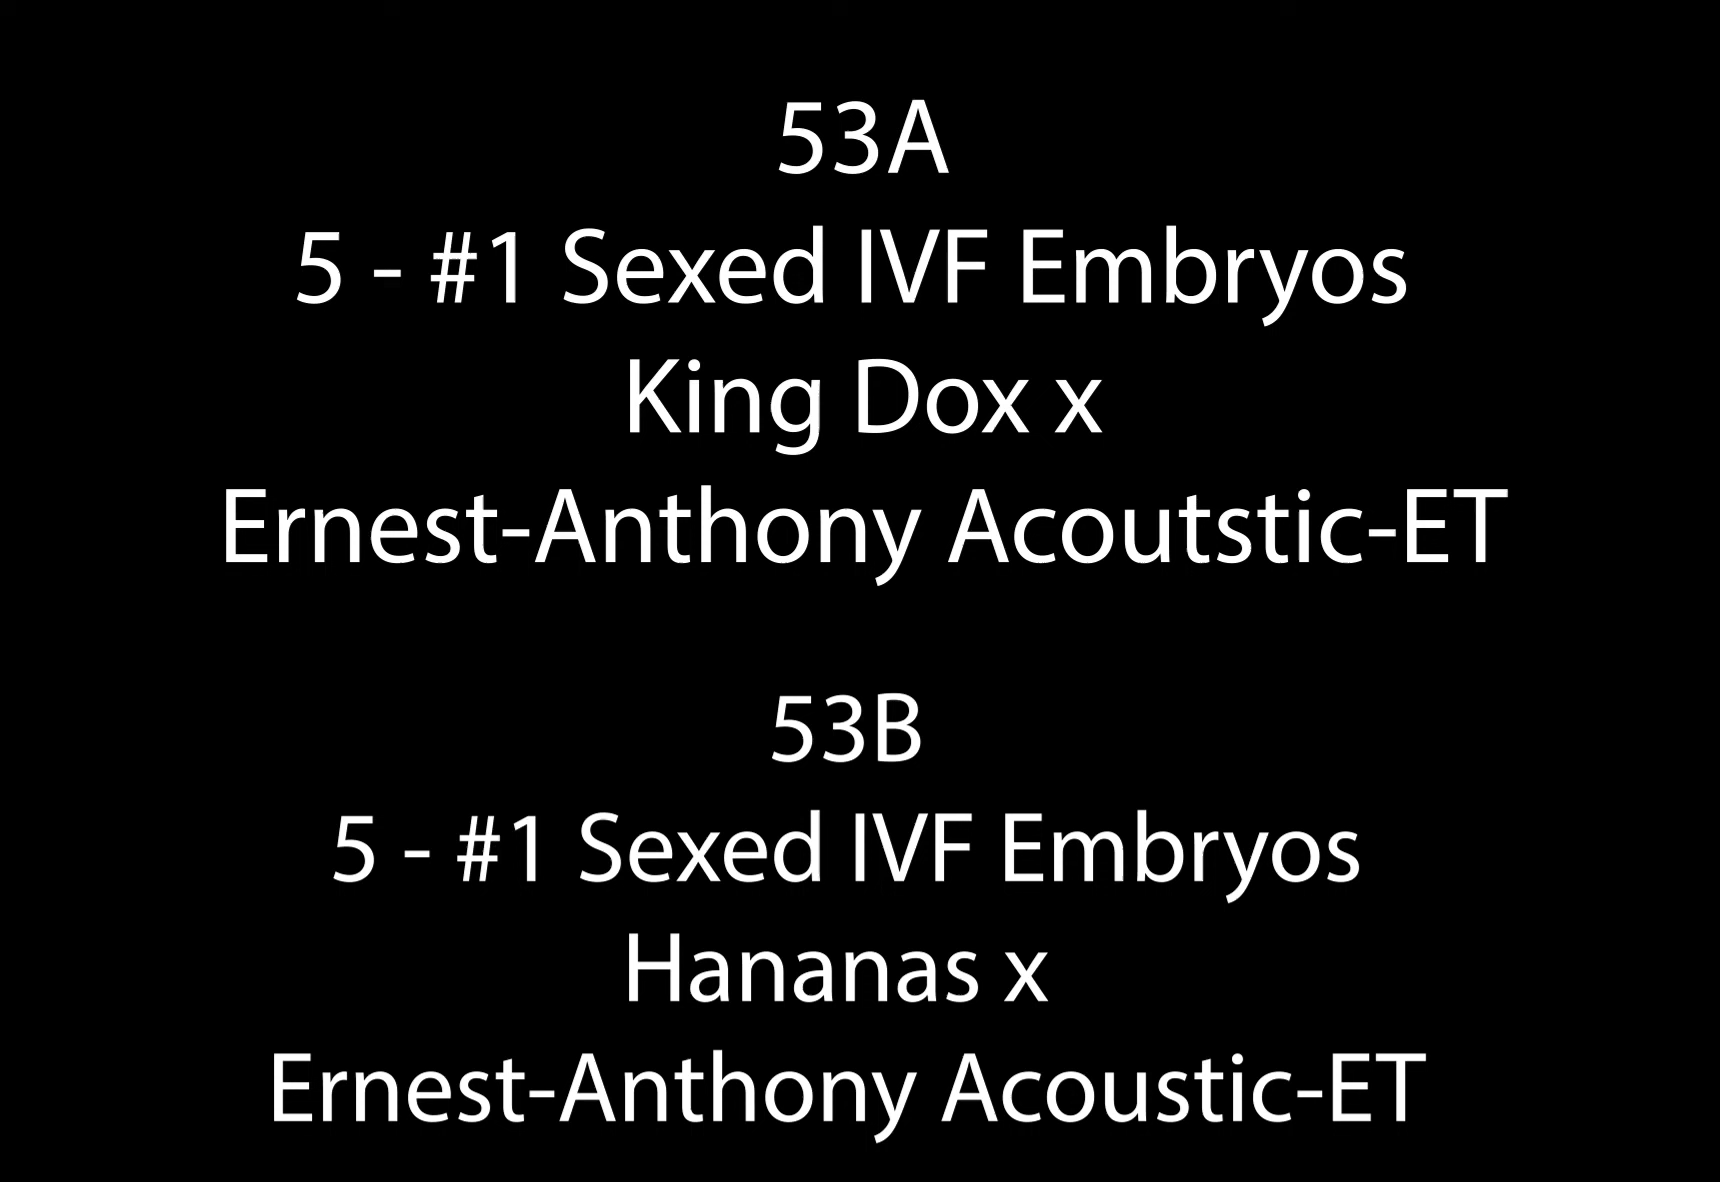 53A
5 - #1 Sexed IVF Embryos
King Dox x
Ernest-Anthony Acoutstic-ET
53B
5 - #1 Sexed IVF Embryos
Hananas x
Ernest-Anthony Acoustic-ET